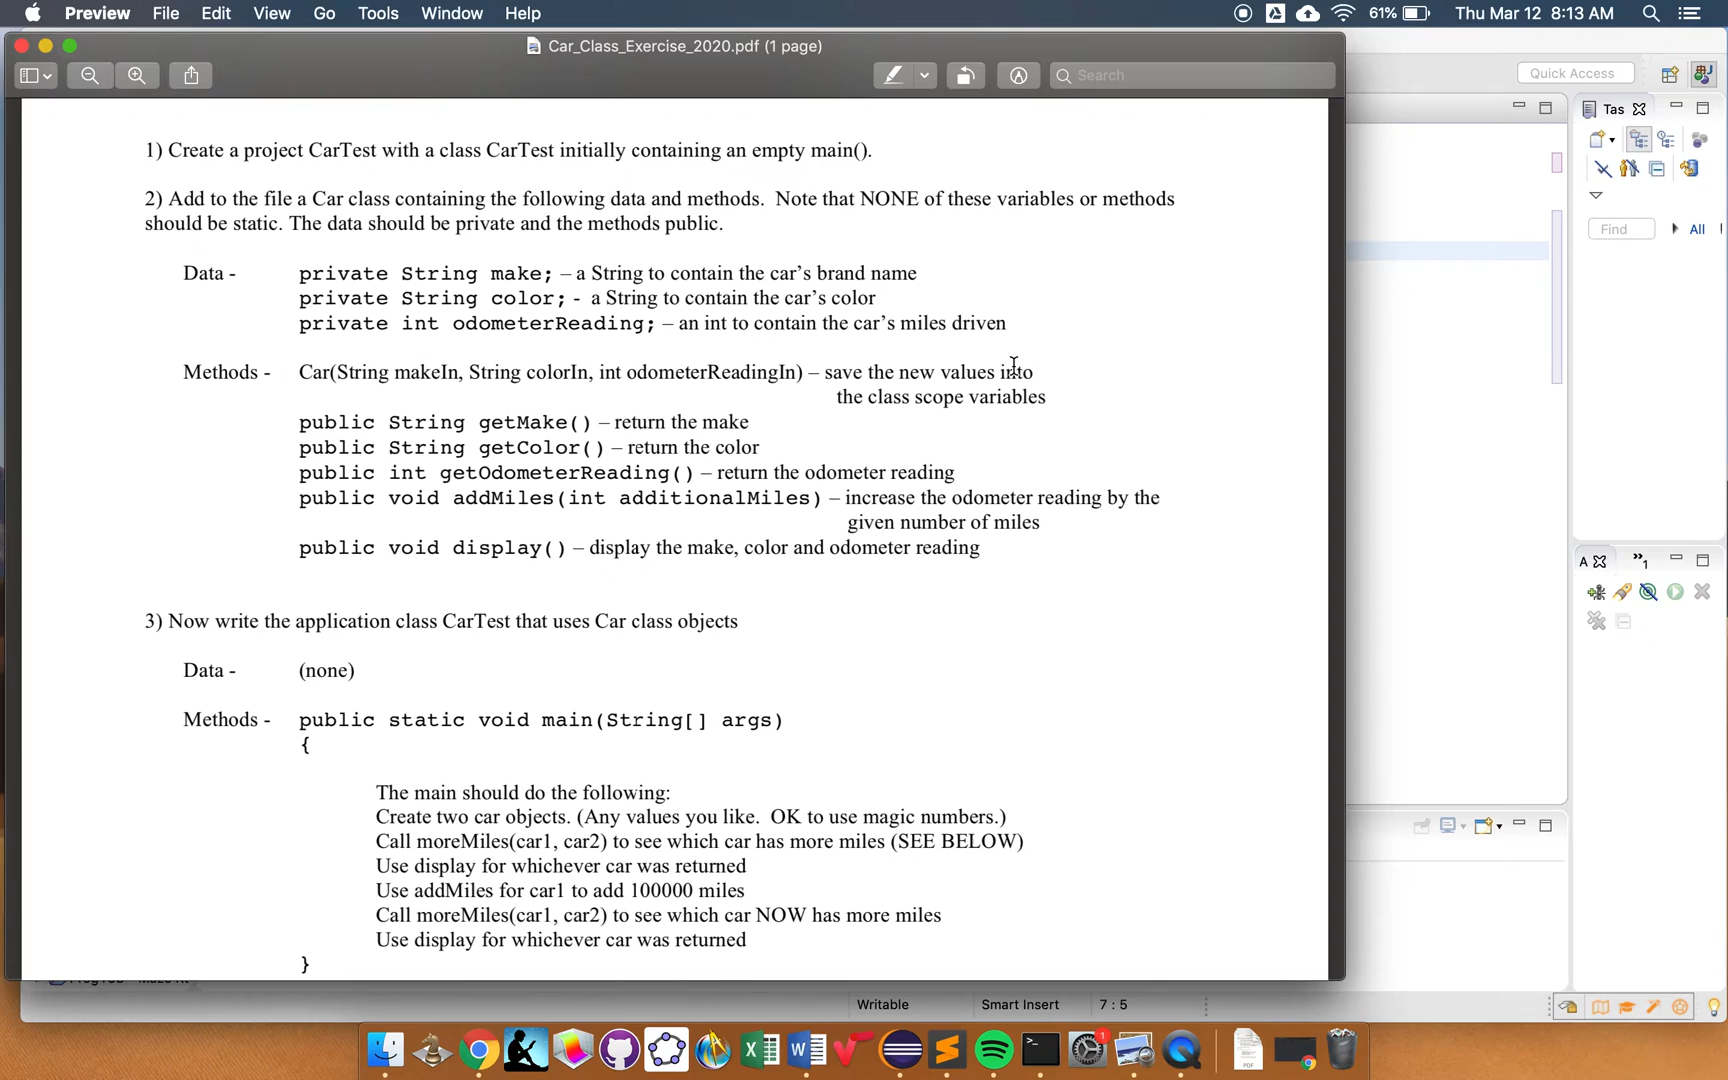 Preview File Edit View Go Tools Window Help 61% Thu Mar 12 8:13 AM
Car_Class_Exercise_2020.pdf (1 page)
Search
Quick Access
Tas
Find All
A »1
1) Create a project CarTest with a class CarTest initially containing an empty main().
2) Add to the file a Car class containing the following data and methods. Note that NONE of these variables or methods
should be static. The data should be private and the methods public.
Data - private String make; – a String to contain the car’s brand name
private String color; - a String to contain the car’s color
private int odometerReading; – an int to contain the car’s miles driven
Methods - Car(String makeIn, String colorIn, int odometerReadingIn) – save the new values into
the class scope variables
public String getMake() – return the make
public String getColor() – return the color
public int getOdometerReading() – return the odometer reading
public void addMiles(int additionalMiles) – increase the odometer reading by the
given number of miles
public void display() – display the make, color and odometer reading
3) Now write the application class CarTest that uses Car class objects
Data - (none)
Methods - public static void main(String[] args)
{
The main should do the following:
Create two car objects. (Any values you like. OK to use magic numbers.)
Call moreMiles(car1, car2) to see which car has more miles (SEE BELOW)
Use display for whichever car was returned
Use addMiles for car1 to add 100000 miles
Call moreMiles(car1, car2) to see which car NOW has more miles
Use display for whichever car was returned
}
Writable Smart Insert 7 : 5
1
PDF